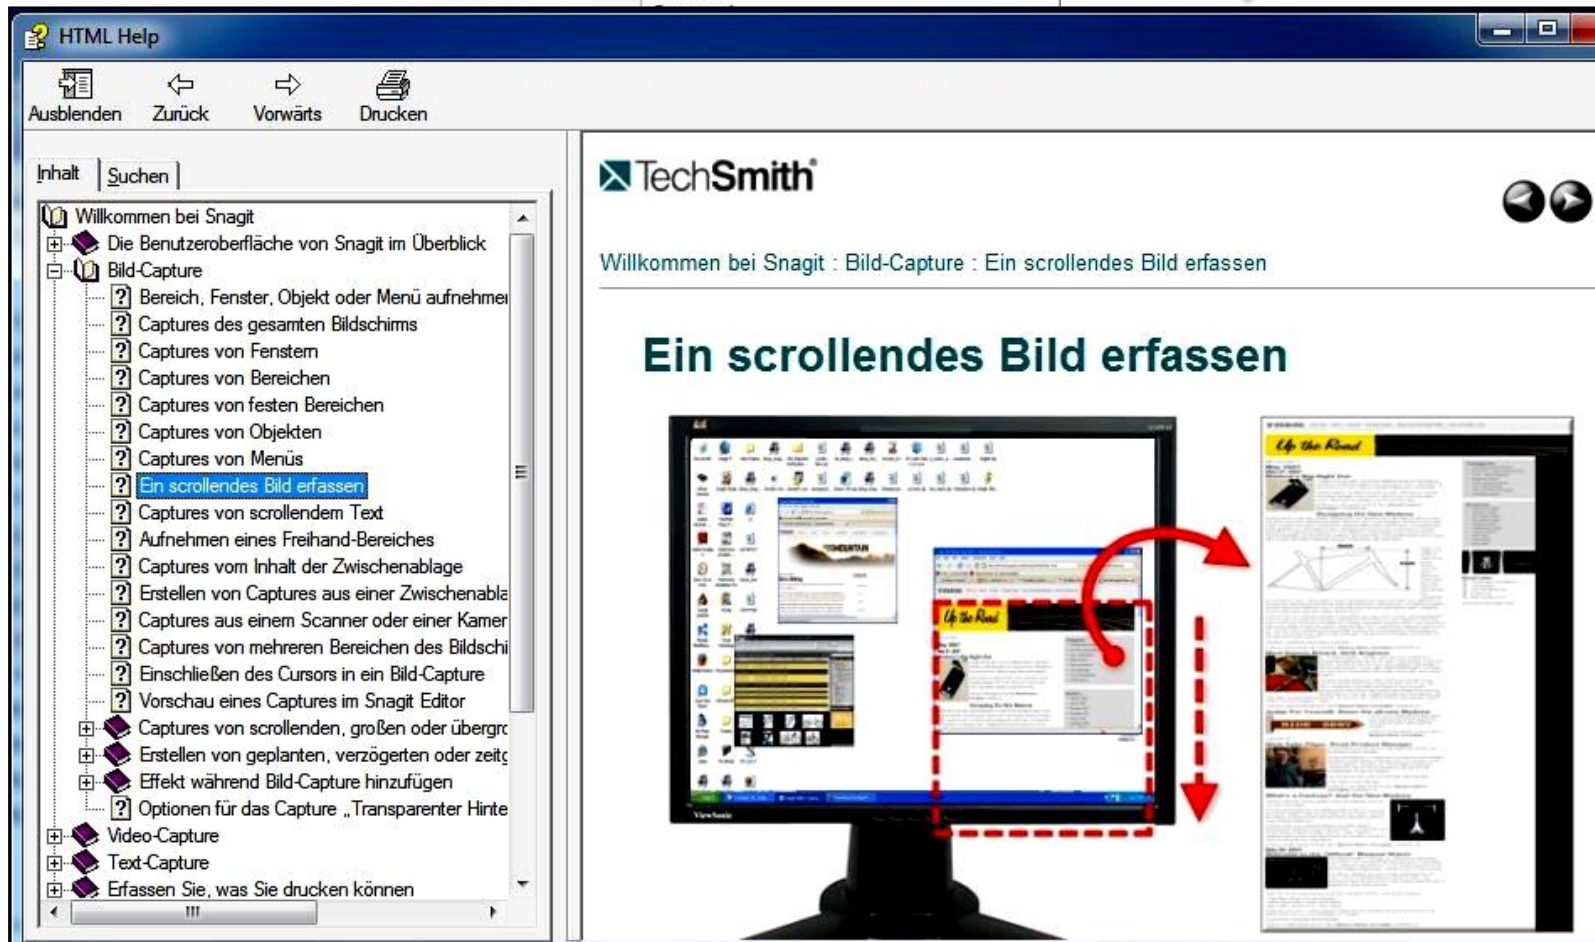 HTML Help
Ausblenden
Zurück
Vorwärts
Drucken
Inhalt
Suchen
Willkommen bei Snagit
Die Benutzeroberfläche von Snagit im Überblick
Bild-Capture
Bereich, Fenster, Objekt oder Menü
Captures des gesamten Bildschirms
Captures von Fenstern
Captures von Bereichen
Captures von festen Bereichen
Captures von Objekten
Captures von Menüs
Ein scrollendes Bild erfassen
Captures von scrollendem Text
Aufnehmen eines Freihand-Bereiches
Captures vom Inhalt der Zwischenablage
Erstellen von Captures aus einer Zwischenabla
Captures aus einem Scanner oder einer Kamer
Captures von mehreren Bereichen des Bildschi
Einschließen des Cursors in ein Bild-Capture
Vorschau eines Captures im Snagit Editor
Captures von scrollenden, großen oder übergrc
Erstellen von geplanten, verzögerten oder zeitg
Effekt während Bild-Capture hinzufügen
Optionen für das Capture „Transparenter Hinte
Video-Capture
Text-Capture
Erfassen Sie, was Sie drucken können
TechSmith®
Willkommen bei Snagit : Bild-Capture : Ein scrollendes Bild erfassen
Ein scrollendes Bild erfassen
Up the Road
Up the Road
ViewSonic